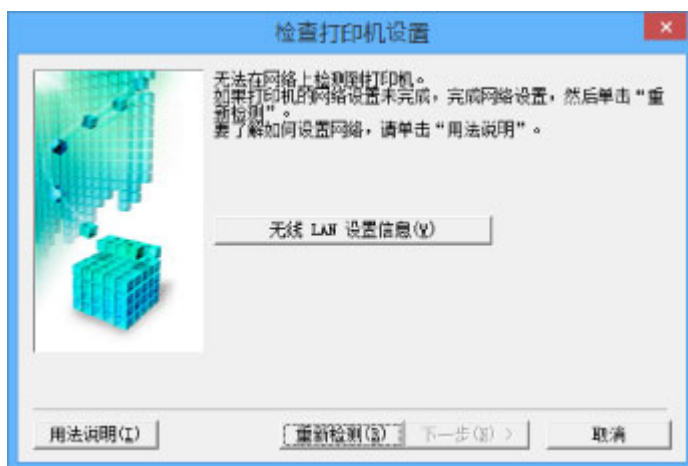 检查打印机设置
无法在网络上检测到打印机。
如果打印机的网络设置未完成，完成网络设置，然后单击“重
新检测”。
要了解如何设置网络，请单击“用法说明”。
无线 LAN 设置信息(W)
用法说明(I)
重新检测(R)
下一步(N) >
取消